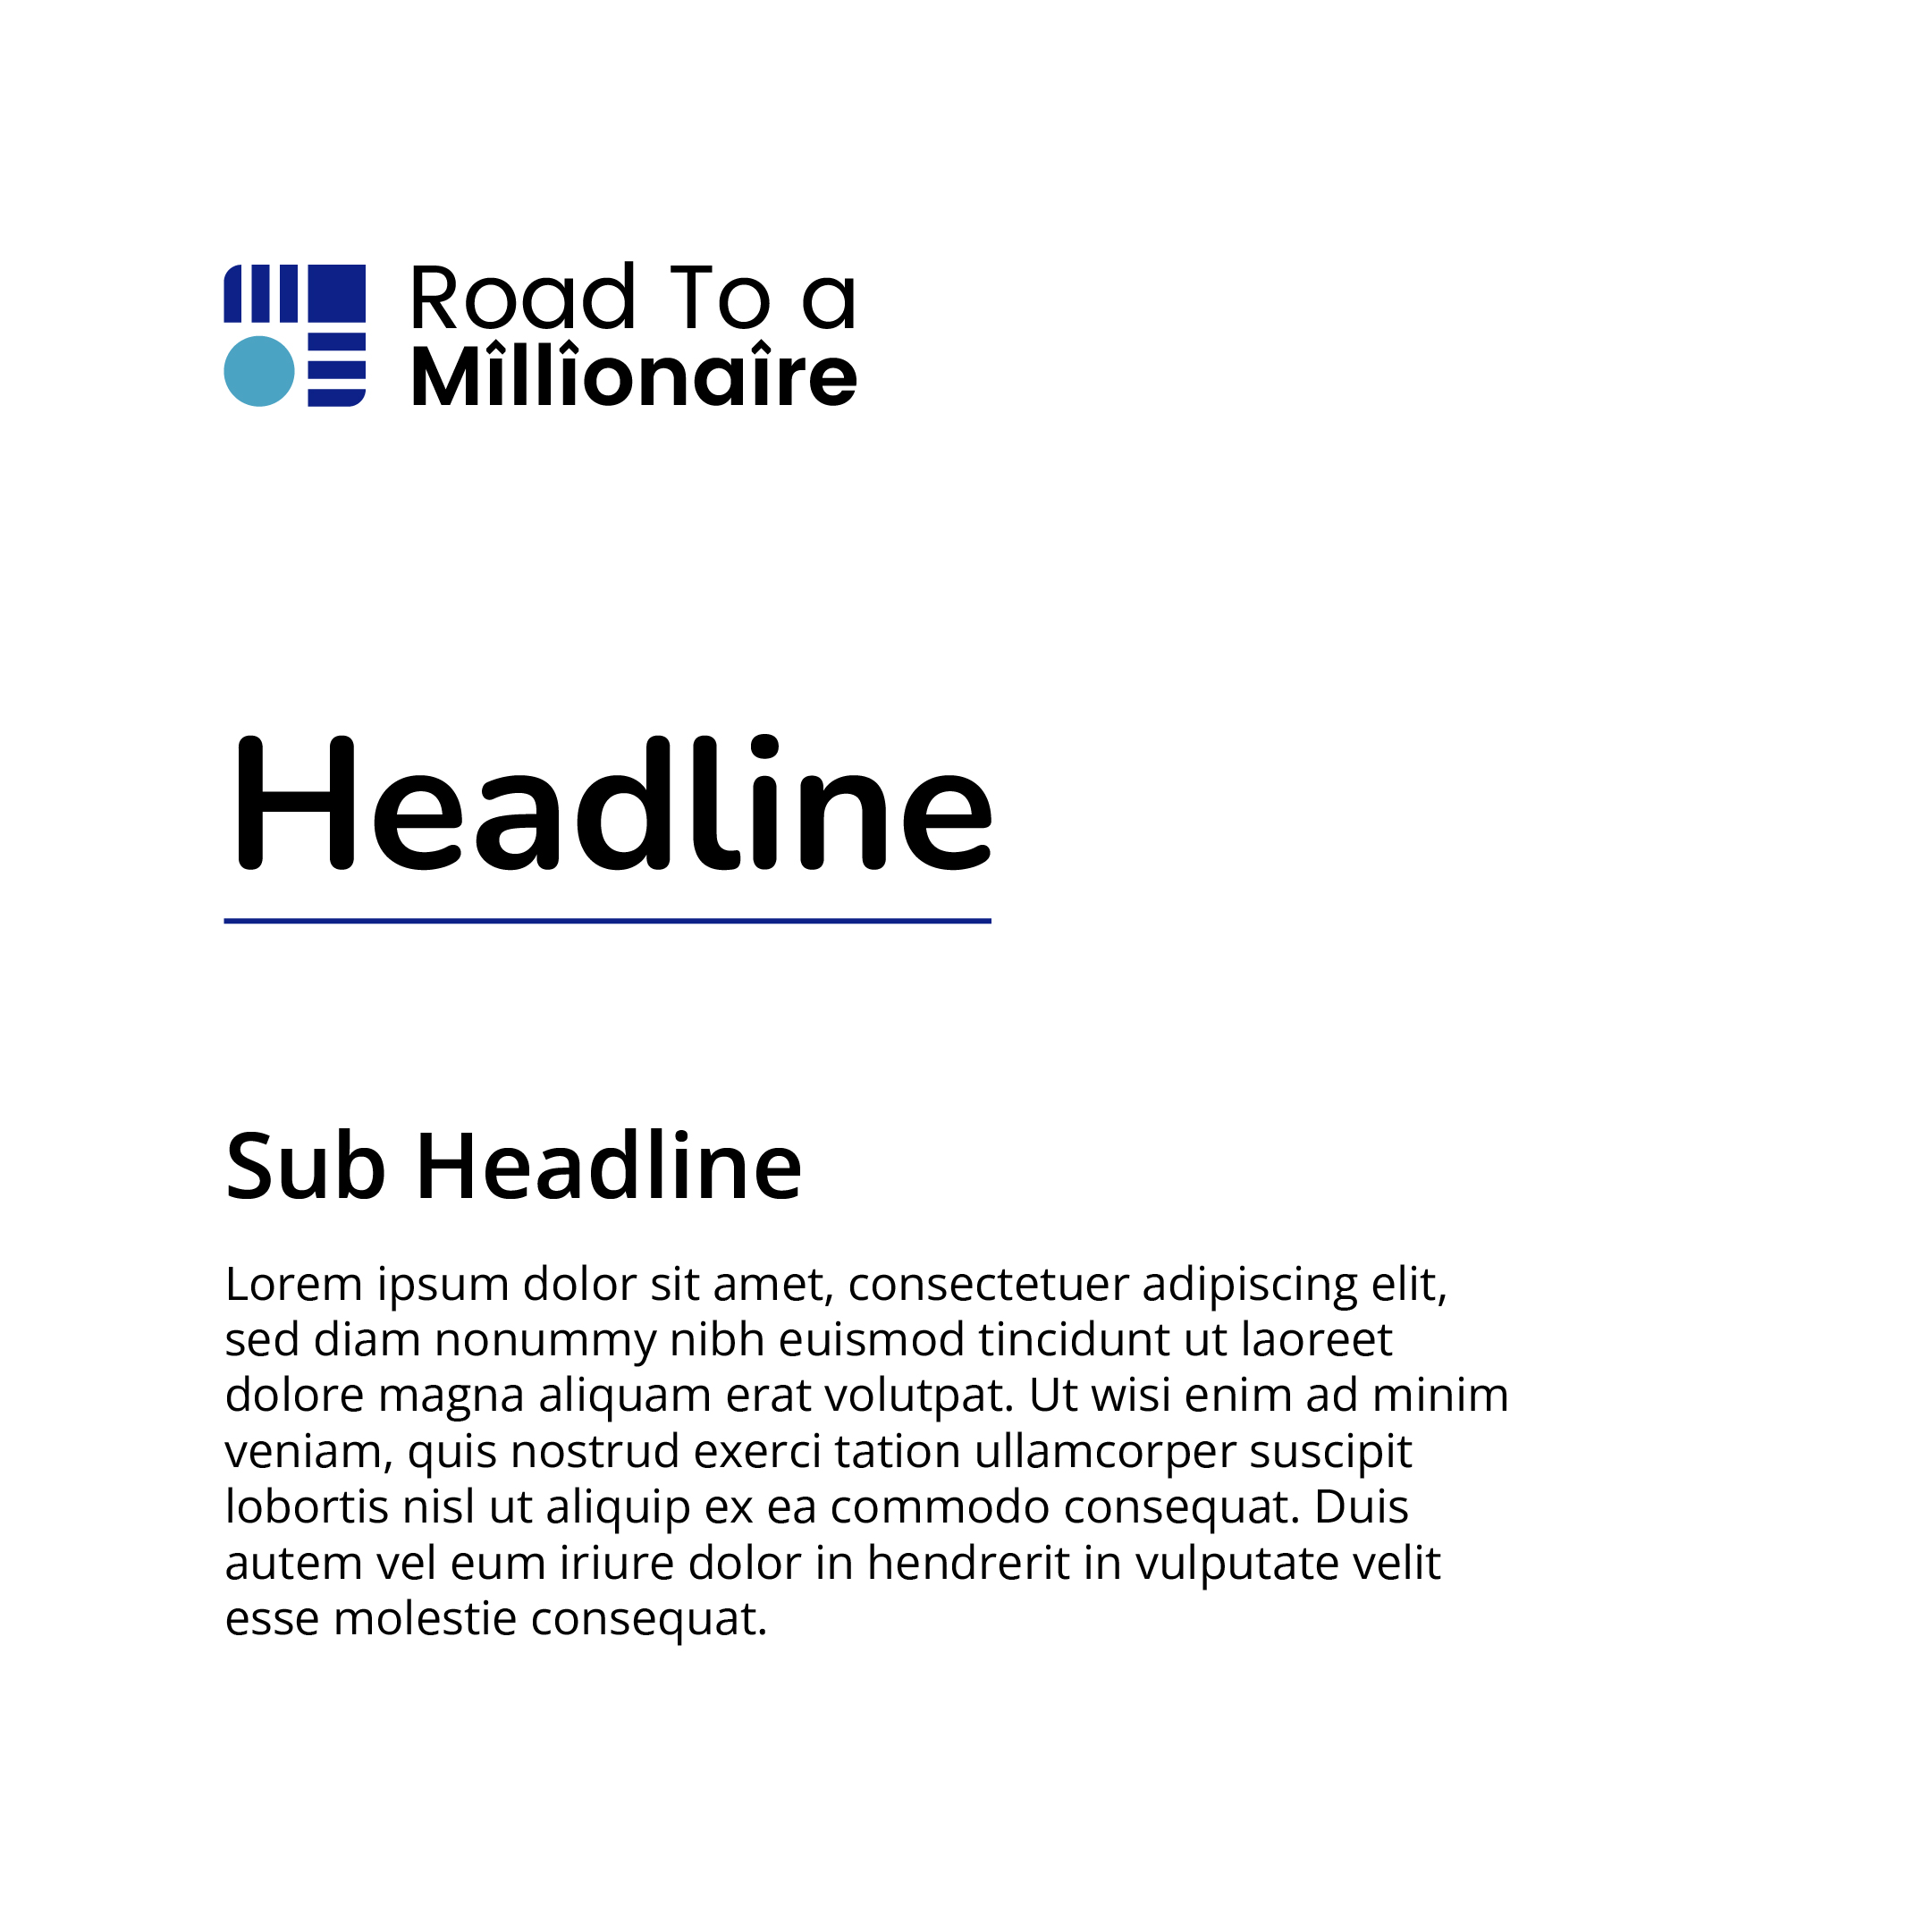 Road To a
Mîllîonaîre
Headline
Sub Headline
Lorem ipsum dolor sit amet, consectetuer adipiscing elit,
sed diam nonummy nibh euismod tincidunt ut laoreet
dolore magna aliquam erat volutpat. Ut wisi enim ad minim
veniam, quis nostrud exerci tation ullamcorper suscipit
lobortis nisl ut aliquip ex ea commodo consequat. Duis
autem vel eum iriure dolor in hendrerit in vulputate velit
esse molestie consequat.